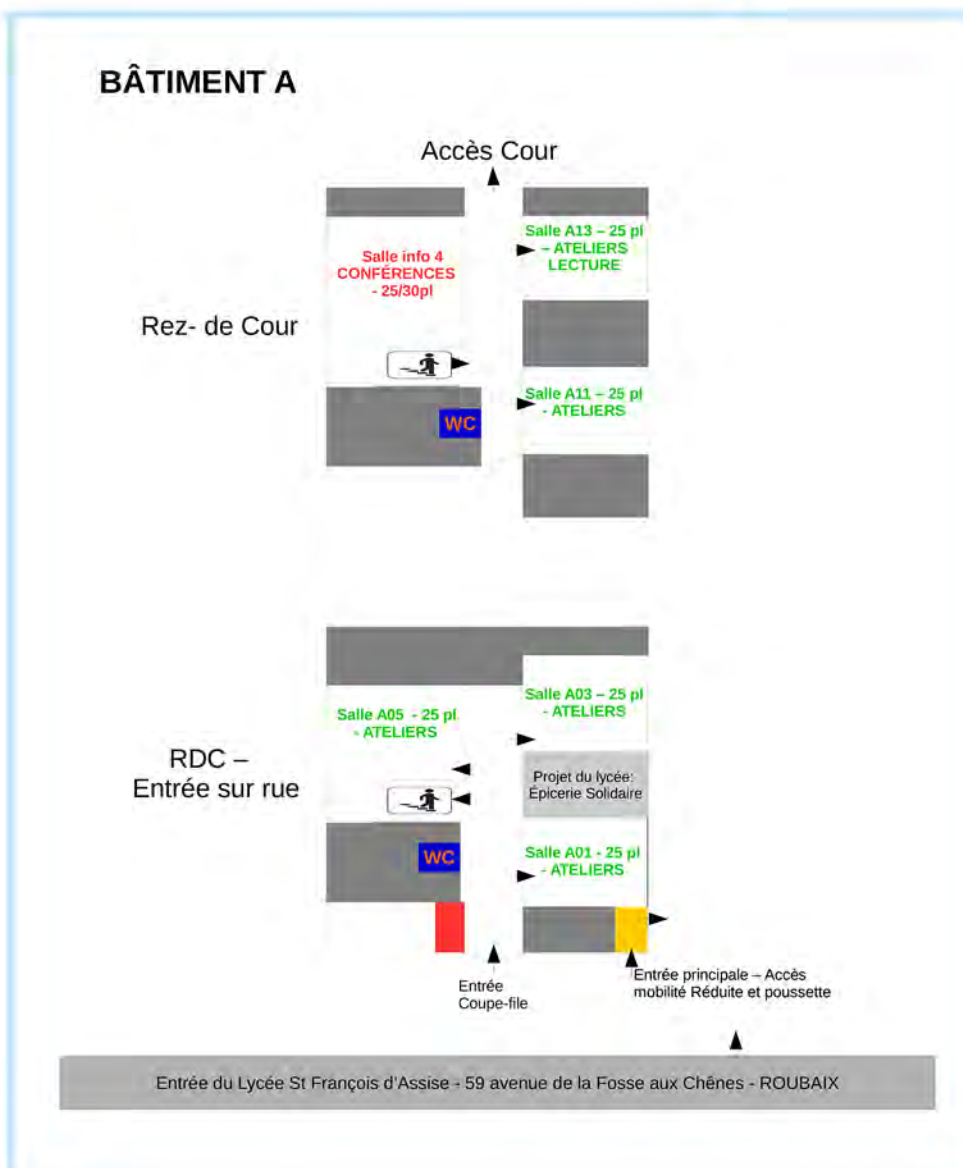 BÂTIMENT A
Accès Cour
Salle info 4
CONFÉRENCES
- 25/30pl
Salle A13 – 25 pl
– ATELIERS
LECTURE
Rez- de Cour
Salle A11 – 25 pl
- ATELIERS
WC
Salle A05 - 25 pl
- ATELIERS
Salle A03 – 25 pl
- ATELIERS
RDC –
Entrée sur rue
Projet du lycée:
Épicerie Solidaire
WC
Salle A01 - 25 pl
- ATELIERS
Entrée
Coupe-file
Entrée principale – Accès
mobilité Réduite et poussette
Entrée du Lycée St François d'Assise - 59 avenue de la Fosse aux Chênes - ROUBAIX